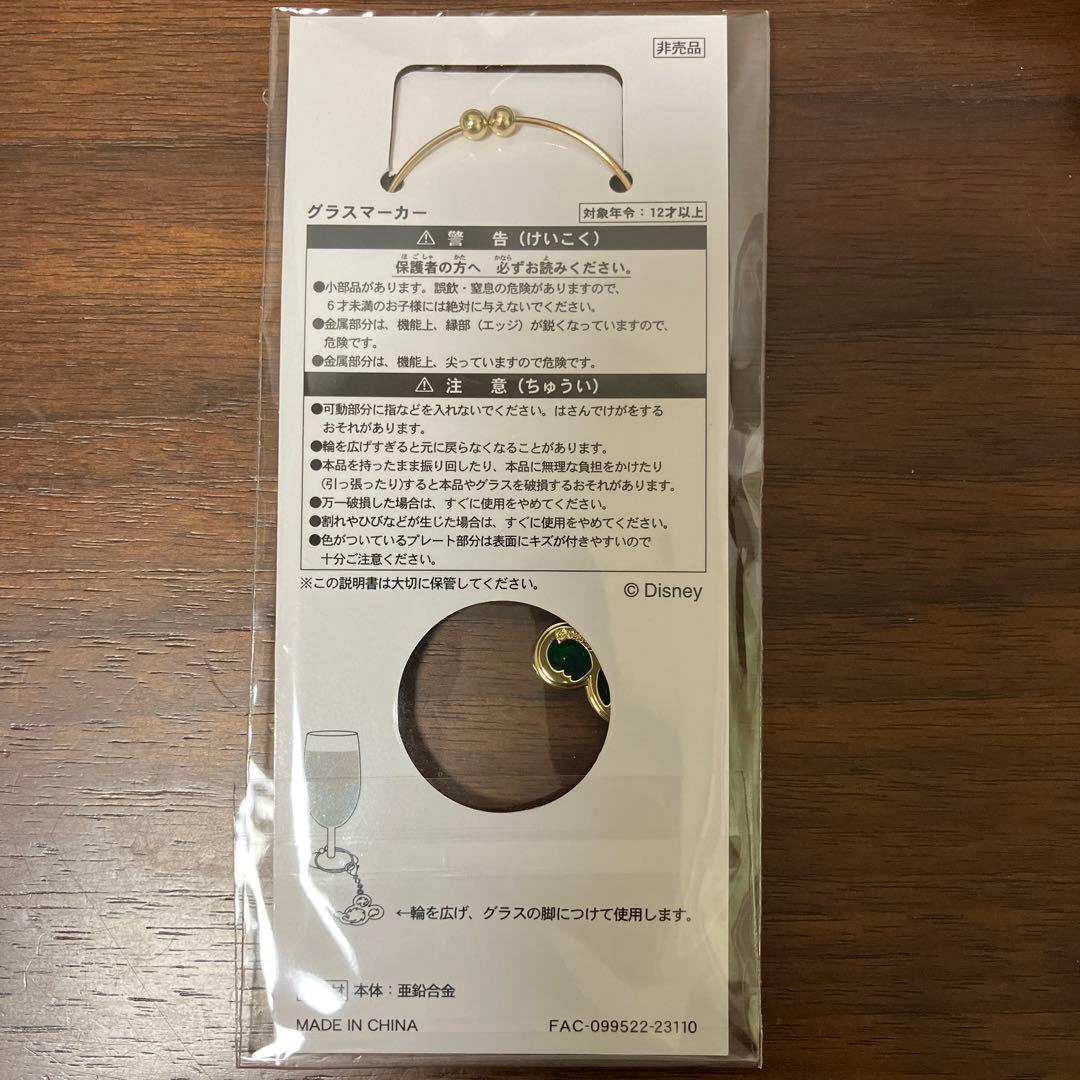 非売品
グラスマーカー
対象年令:12才以上
⚠ 警 告(けいこく)
保護者の方へ 必ずお読みください。
●小部品があります。誤飲・窒息の危険がありますので、
6才未満のお子様には絶対に与えないでください。
●金属部分は、機能上、縁部(エッジ)が鋭くなっていますので、
危険です。
●金属部分は、機能上、尖っていますので危険です。
⚠ 注 意(ちゅうい)
●可動部分に指などを入れないでください。はさんでけがをする
おそれがあります。
●輪を広げすぎると元に戻らなくなることがあります。
●本品を持ったまま振り回したり、本品に無理な負担をかけたり
(引っ張ったり)すると本品やグラスを破損するおそれがあります。
●万一破損した場合は、すぐに使用をやめてください。
●割れやひびなどが生じた場合は、すぐに使用をやめてください。
●色がついているプレート部分は表面にキズが付きやすいので
十分ご注意ください。
※この説明書は大切に保管してください。
© Disney
←輪を広げ、グラスの脚につけて使用します。
材 本体:亜鉛合金
MADE IN CHINA
FAC-099522-23110